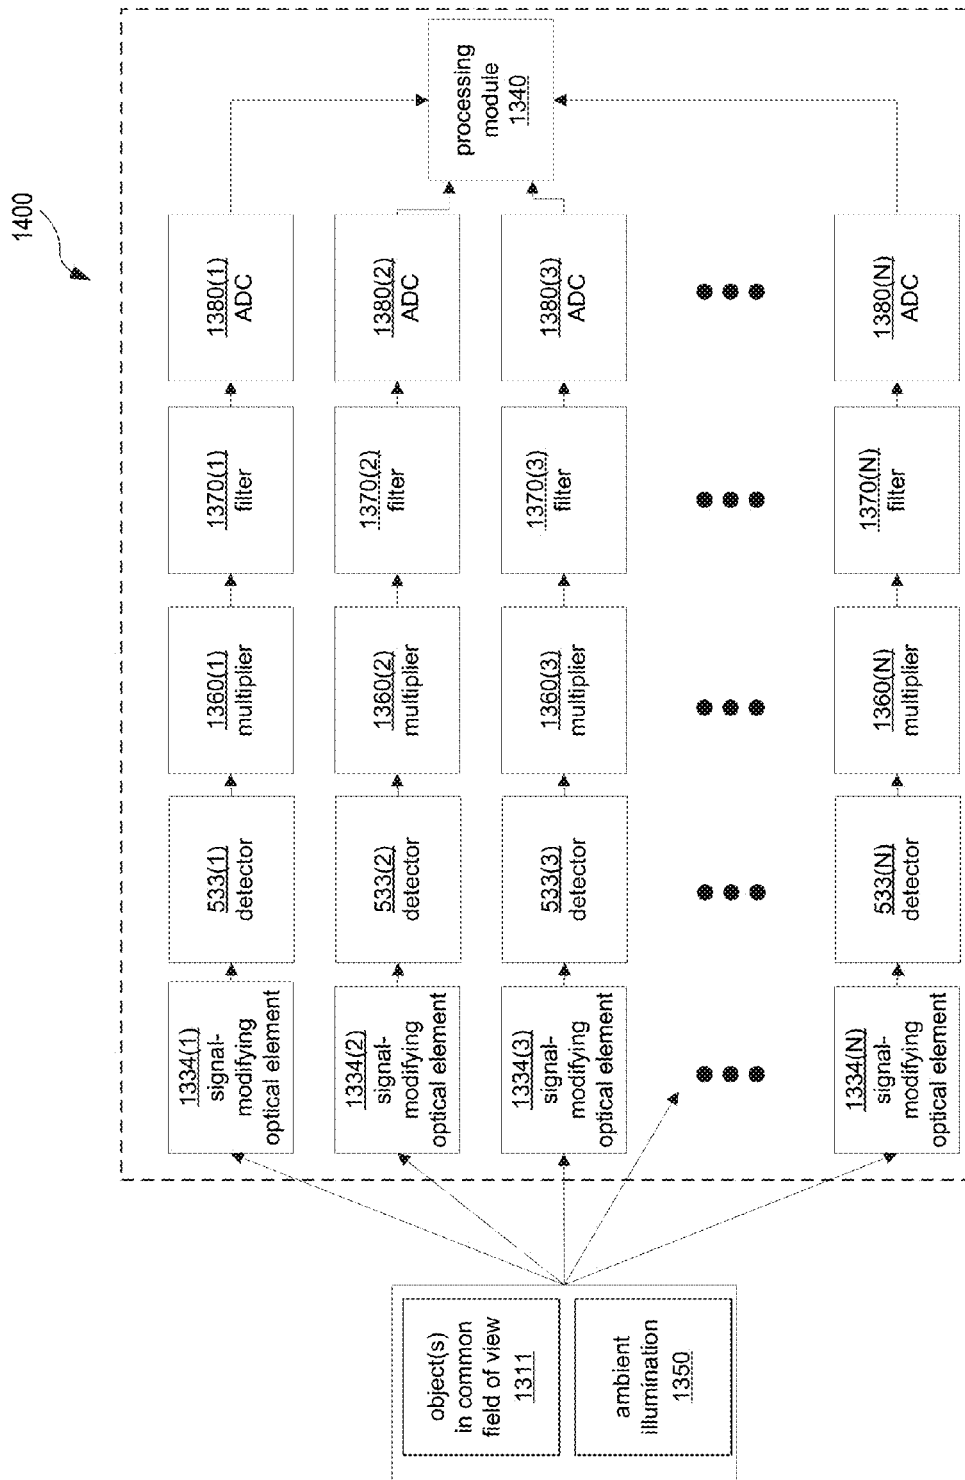 1400
object(s)
in common
field of view
1311
ambient
illumination
1350
1334(1)
signal-
modifying
optical element
533(1)
detector
1360(1)
multiplier
1370(1)
filter
1380(1)
ADC
1334(2)
signal-
modifying
optical element
533(2)
detector
1360(2)
multiplier
1370(2)
filter
1380(2)
ADC
1334(3)
signal-
modifying
optical element
533(3)
detector
1360(3)
multiplier
1370(3)
filter
1380(3)
ADC
1334(N)
signal-
modifying
optical element
533(N)
detector
1360(N)
multiplier
1370(N)
filter
1380(N)
ADC
processing
module
1340